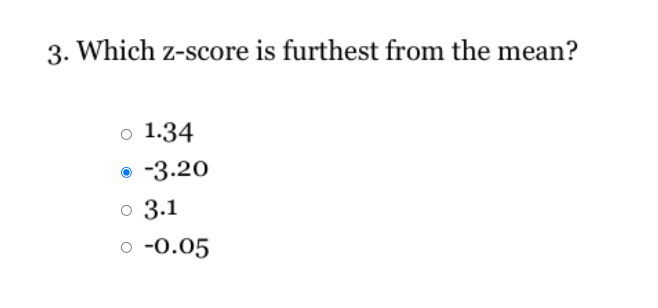 3. Which z-score is furthest from the mean?
1.34
-3.20
3.1
-0.05